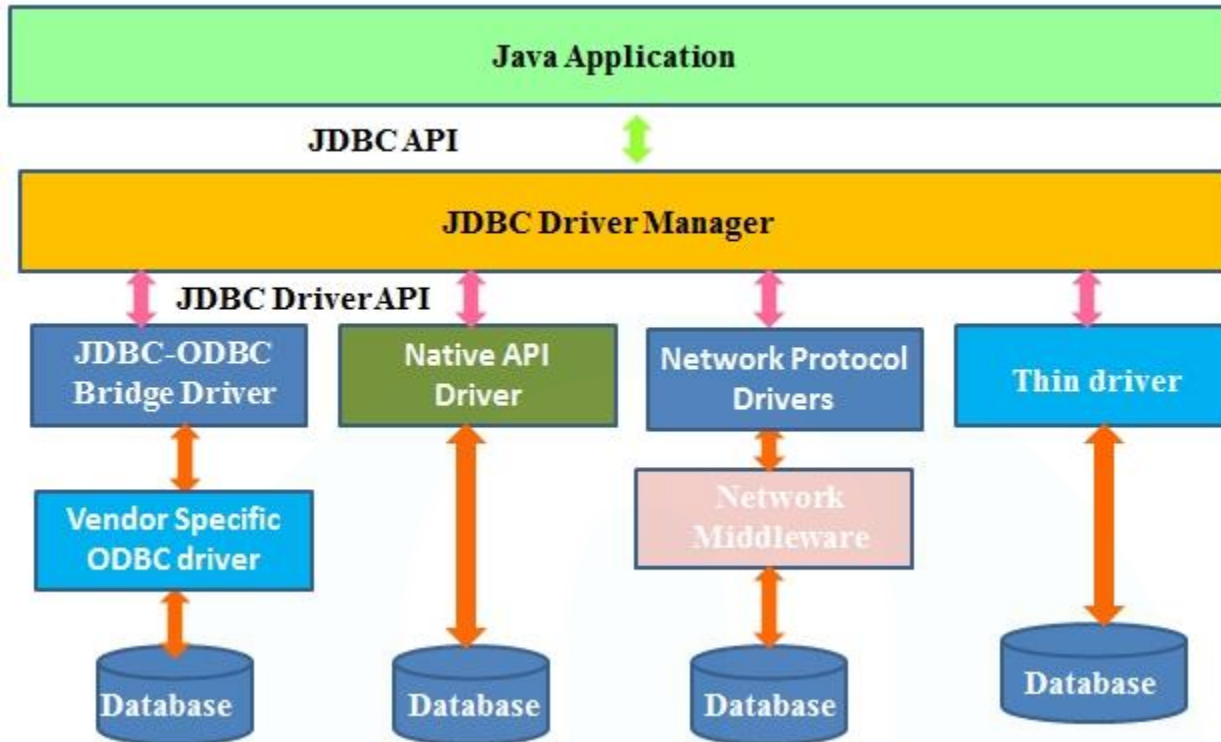 Java Application
JDBC API
JDBC Driver Manager
JDBC Driver API
JDBC-ODBC
Bridge Driver
Native API
Driver
Network Protocol
Drivers
Thin driver
Vendor Specific
ODBC driver
Network
Middleware
Database
Database
Database
Database